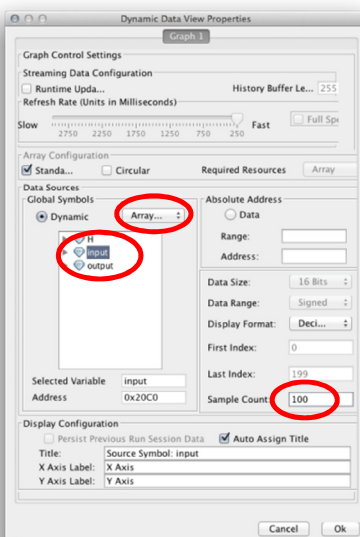 Dynamic Data View Properties
Graph 1
Graph Control Settings
Streaming Data Configuration
Runtime Upda... History Buffer Le... 255
Refresh Rate (Units in Milliseconds)
Slow Fast Full Spe
2750 2250 1750 1250 750 250
Array Configuration
Standa... Circular Required Resources Array
Data Sources
Global Symbols Absolute Address
Dynamic Array... Data
H Range:
input Address:
output
Data Size: 16 Bits
Data Range: Signed
Display Format: Deci...
First Index: 0
Last Index: 199
Selected Variable input
Address 0x20C0 Sample Count: 100
Display Configuration
Persist Previous Run Session Data Auto Assign Title
Title: Source Symbol: input
X Axis Label: X Axis
Y Axis Label: Y Axis
Cancel Ok